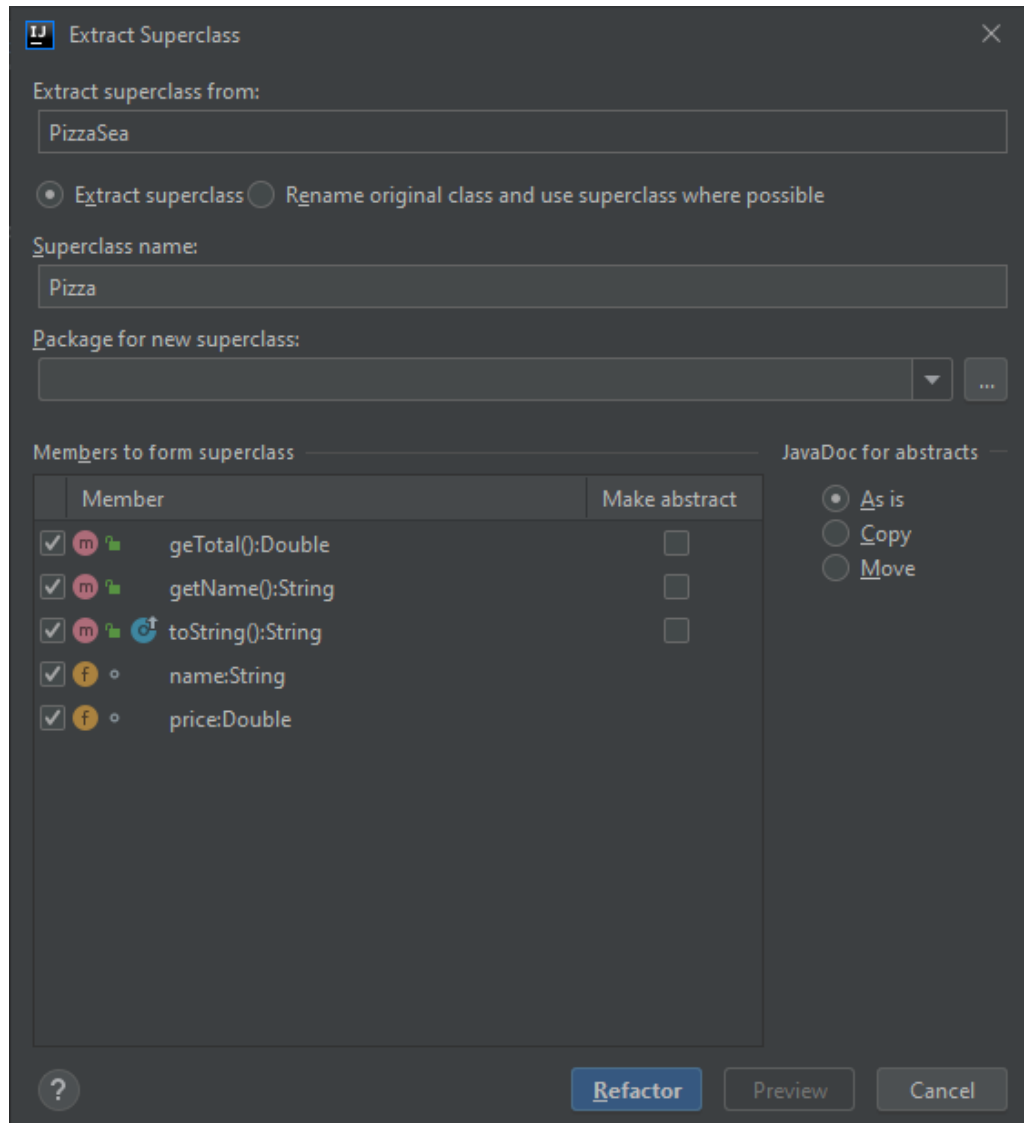 IJ
Extract Superclass
Extract superclass from:
PizzaSea
Extract superclass Rename original class and use superclass where possible
Superclass name:
Pizza
Package for new superclass:
...
Members to form superclass
JavaDoc for abstracts
Member Make abstract
As is
Copy
Move
m geTotal():Double
m getName():String
m toString():String
f name:String
f price:Double
? Refactor Preview Cancel